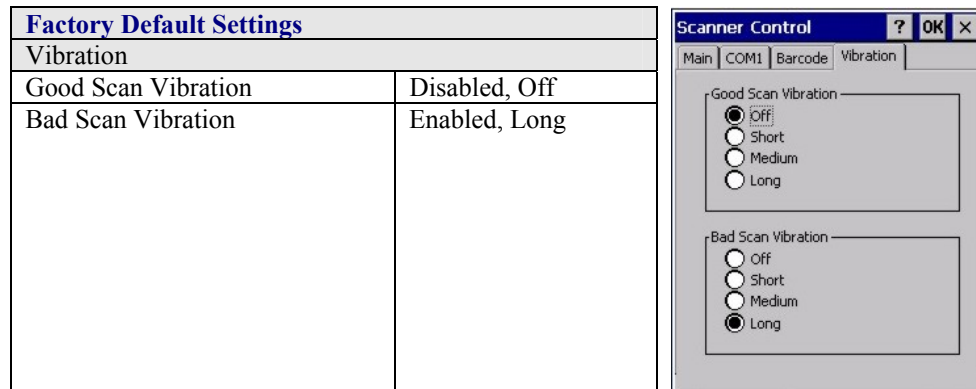 Factory Default Settings
Vibration
Good Scan Vibration Disabled, Off
Bad Scan Vibration Enabled, Long
Scanner Control ? OK ×
Main COM1 Barcode Vibration
Good Scan Vibration
Off
Short
Medium
Long
Bad Scan Vibration
Off
Short
Medium
Long